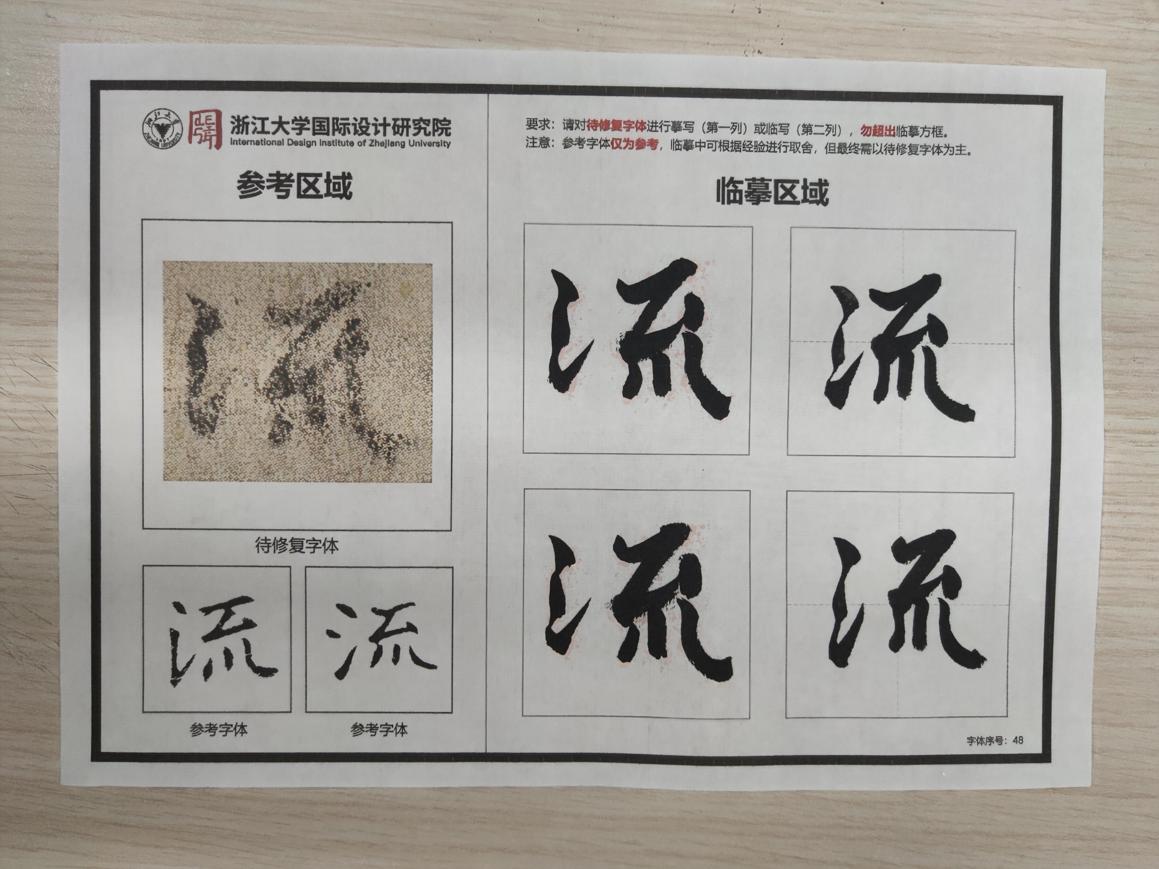 浙江大学国际设计研究院
International Design Institute of Zhejiang University
参考区域
流
待修复字体
流 流
参考字体 参考字体
要求：请对待修复字体进行摹写（第一列）或临写（第二列），勿超出临摹方框。
注意：参考字体仅为参考，临摹中可根据经验进行取舍，但最终需以待修复字体为主。
临摹区域
流 流
流 流
字体序号：48